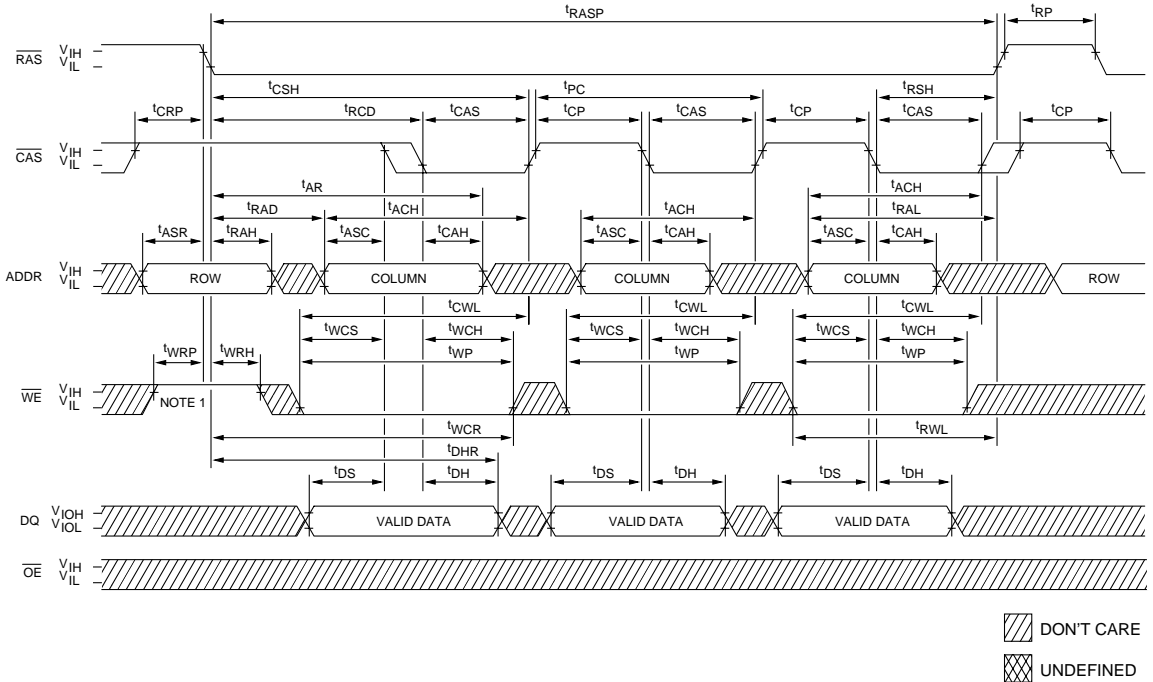 tRASP tRP
RAS VIH VIL
tCSH tPC tRSH
tCRP tRCD tCAS tCP tCAS tCP tCAS tCP
CAS VIH VIL
tAR tACH
tRAD tACH tACH tRAL
tASR tRAH tASC tCAH tASC tCAH tASC tCAH
ADDR VIH VIL ROW COLUMN COLUMN COLUMN ROW
tCWL tCWL tCWL
tWCS tWCH tWCS tWCH tWCS tWCH
tWRP tWRH tWP tWP tWP
WE VIH VIL NOTE 1
tWCR tRWL
tDHR
tDS tDH tDS tDH tDS tDH
DQ VIOH VIOL VALID DATA VALID DATA VALID DATA
OE VIH VIL
DON'T CARE
UNDEFINED